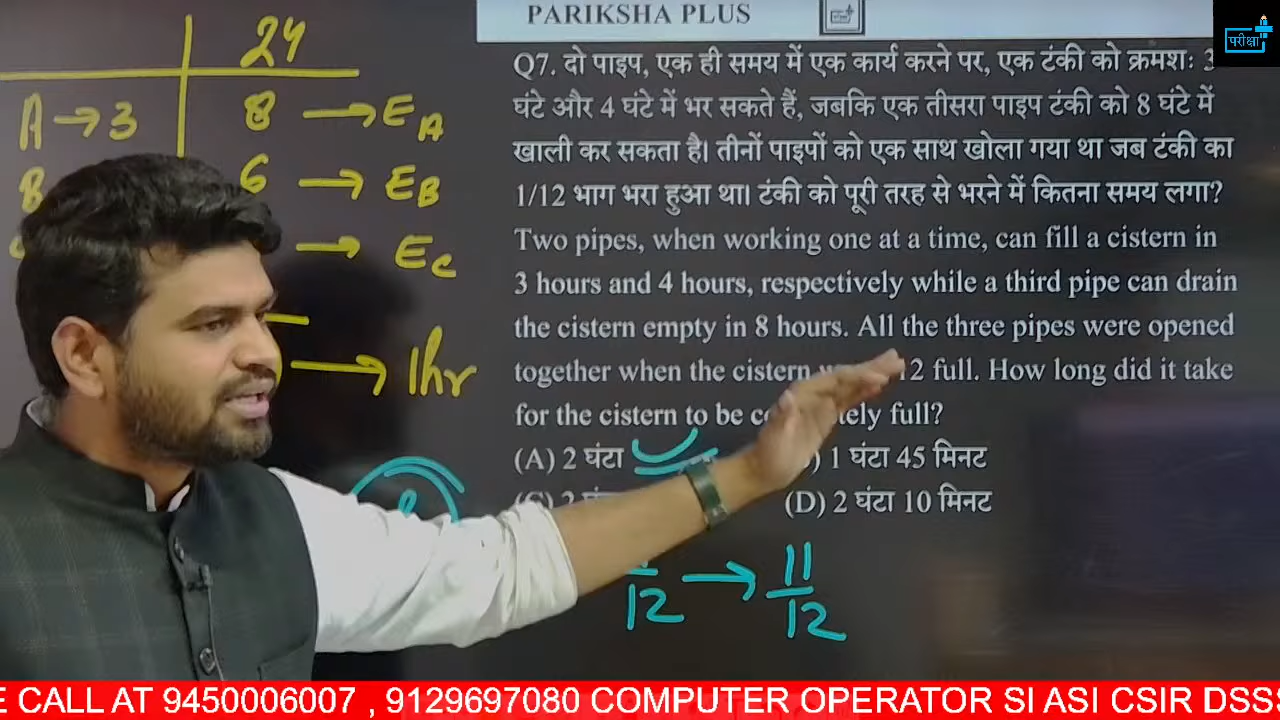 PARIKSHA PLUS
परीक्षा
24
A → 3 8 → E A
B 6 → E B
→ E C
→ 1hr
Q7. दो पाइप, एक ही समय में एक कार्य करने पर, एक टंकी को क्रमशः 3
घंटे और 4 घंटे में भर सकते हैं, जबकि एक तीसरा पाइप टंकी को 8 घंटे में
खाली कर सकता है। तीनों पाइपों को एक साथ खोला गया था जब टंकी का
1/12 भाग भरा हुआ था। टंकी को पूरी तरह से भरने में कितना समय लगा?
Two pipes, when working one at a time, can fill a cistern in
3 hours and 4 hours, respectively while a third pipe can drain
the cistern empty in 8 hours. All the three pipes were opened
together when the cistern 12 full. How long did it take
for the cistern to be full?
(A) 2 घंटा 1 घंटा 45 मिनट
(D) 2 घंटा 10 मिनट
12 → 11/12
CALL AT 9450006007 , 9129697080 COMPUTER OPERATOR SI ASI CSIR